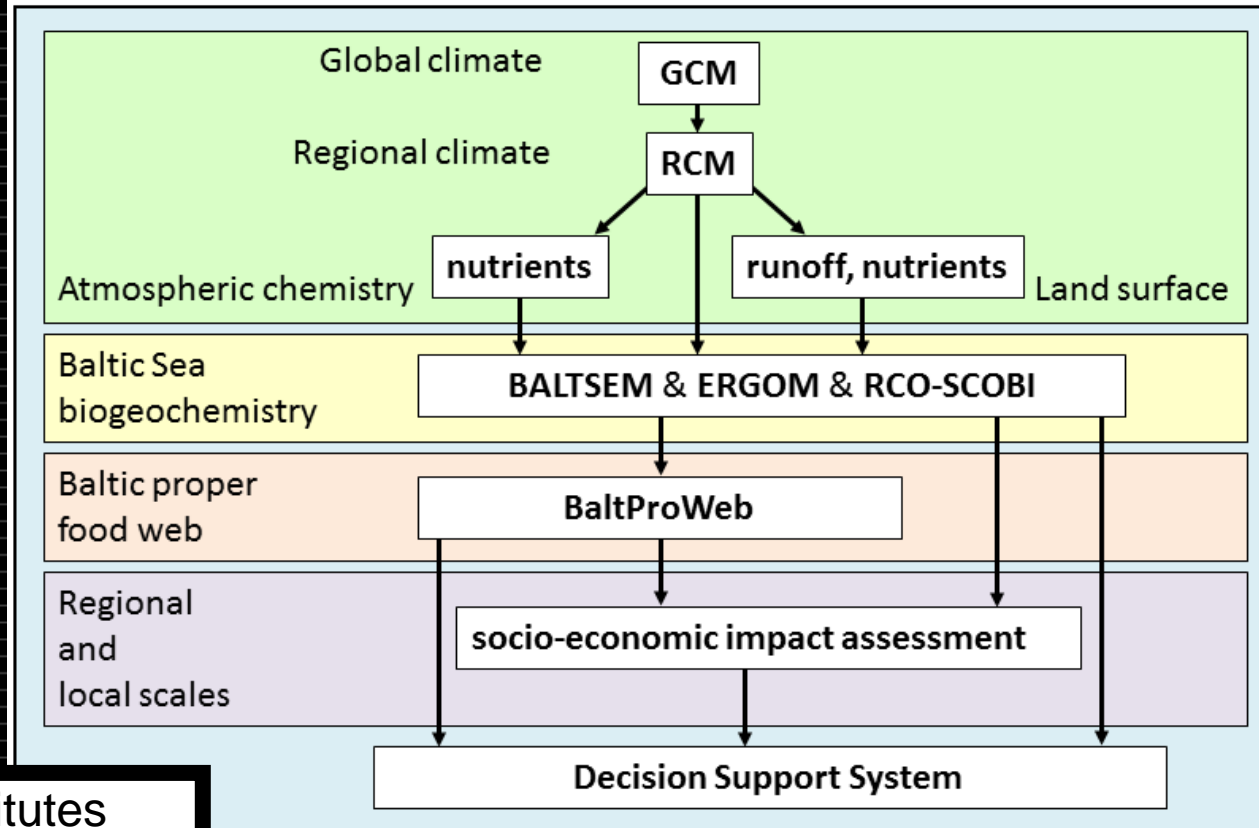 Global climate
GCM
Regional climate
RCM
nutrients
runoff, nutrients
Atmospheric chemistry
Land surface
Baltic Sea
biogeochemistry
BALTSEM & ERGOM & RCO-SCOBI
Baltic proper
food web
BaltProWeb
Regional
and
local scales
socio-economic impact assessment
Decision Support System